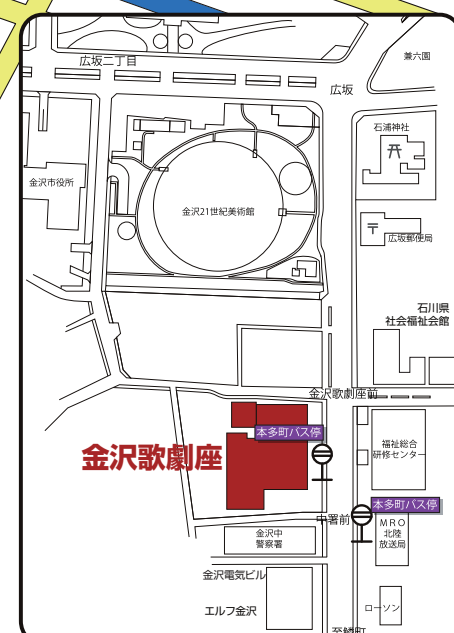 広坂二丁目
兼六園
広坂
石浦神社
金沢市役所
金沢21世紀美術館
〒
広坂郵便局
石川県
社会福祉会館
金沢歌劇座前
本多町バス停
金沢歌劇座
福祉総合
研修センター
本多町バス停
中署前
MRO
北陸
放送局
金沢中
警察署
金沢電気ビル
エルフ金沢
ローソン
至鱗町